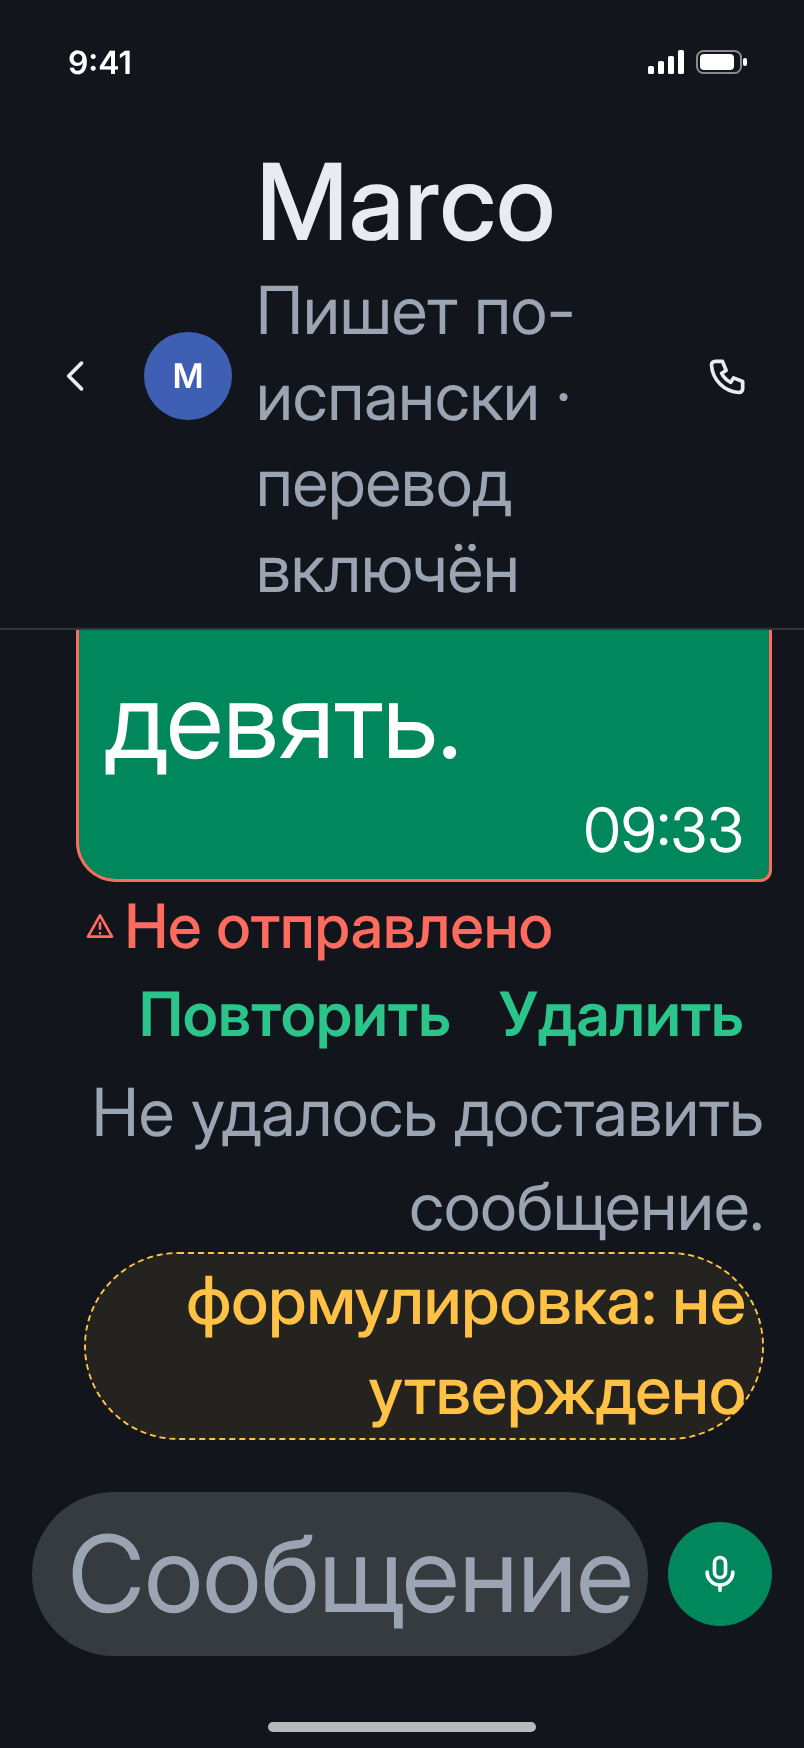 9:41
Marco
Пишет по-
испански ·
перевод
включён
M
девять.
09:33
Не отправлено
Повторить Удалить
Не удалось доставить
сообщение.
формулировка: не
утверждено
Сообщение